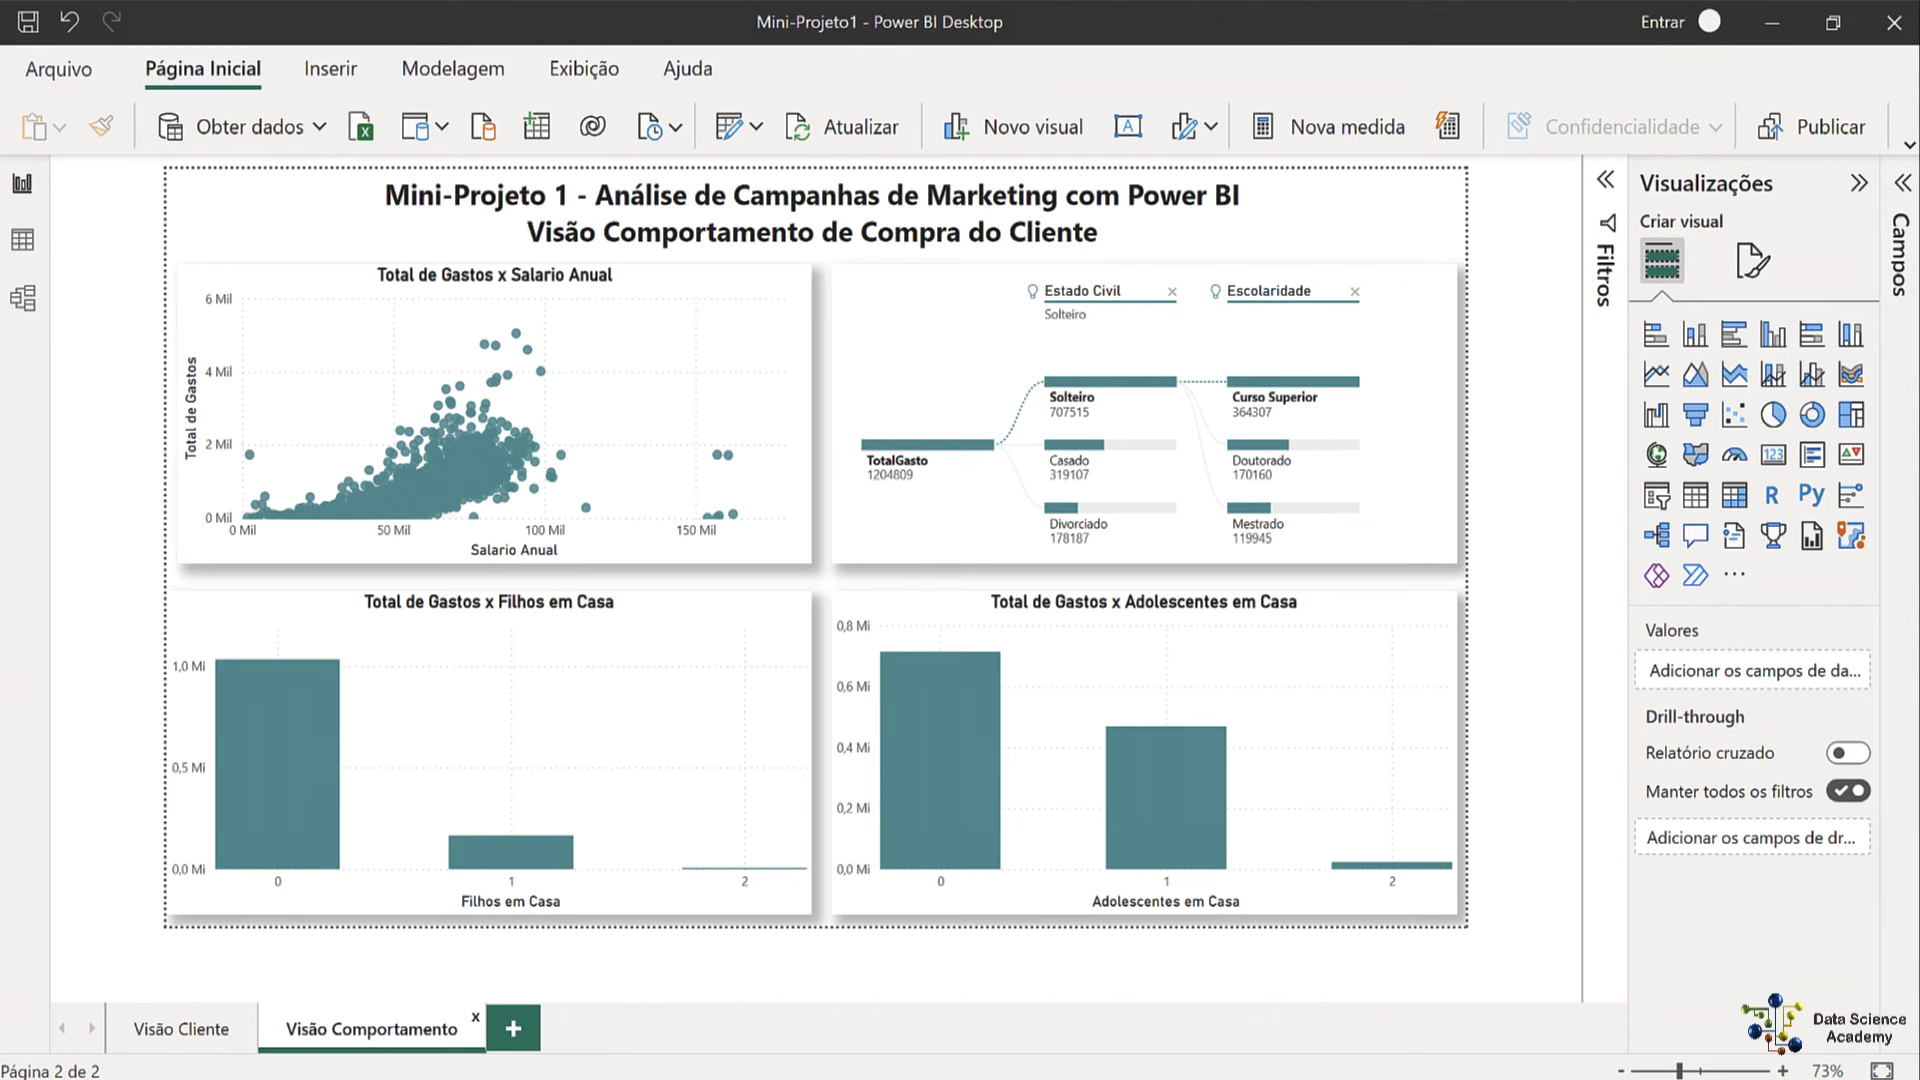 Mini-Projeto1 - Power BI Desktop
Entrar
Arquivo
Página Inicial
Inserir
Modelagem
Exibição
Ajuda
Obter dados
Atualizar
Novo visual
Nova medida
Confidencialidade
Publicar
Mini-Projeto 1 - Análise de Campanhas de Marketing com Power BI
Visão Comportamento de Compra do Cliente
Total de Gastos x Salario Anual
Total de Gastos
6 Mil
4 Mil
2 Mil
0 Mil
0 Mil
50 Mil
100 Mil
150 Mil
Salario Anual
Estado Civil
Escolaridade
Solteiro
TotalGasto
1204809
Solteiro
707515
Casado
319107
Divorciado
178187
Curso Superior
364307
Doutorado
170160
Mestrado
119945
Total de Gastos x Filhos em Casa
1,0 Mi
0,5 Mi
0,0 Mi
0
1
2
Filhos em Casa
Total de Gastos x Adolescentes em Casa
0,8 Mi
0,6 Mi
0,4 Mi
0,2 Mi
0,0 Mi
0
1
2
Adolescentes em Casa
Filtros
Visualizações
Criar visual
123
R
Py
Valores
Adicionar os campos de da...
Drill-through
Relatório cruzado
Manter todos os filtros
Adicionar os campos de dr...
Campos
Visão Cliente
Visão Comportamento
x
Data Science
Academy
Página 2 de 2
73%